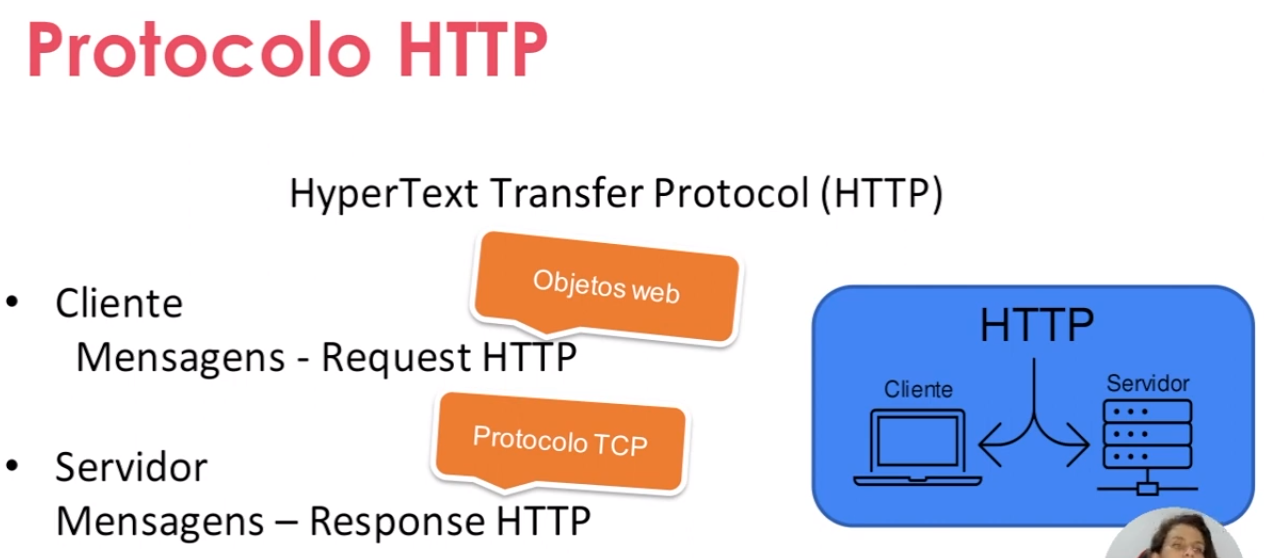 Protocolo HTTP
HyperText Transfer Protocol (HTTP)
Objetos web
• Cliente
Mensagens - Request HTTP
Protocolo TCP
• Servidor
Mensagens – Response HTTP
HTTP
Cliente
Servidor